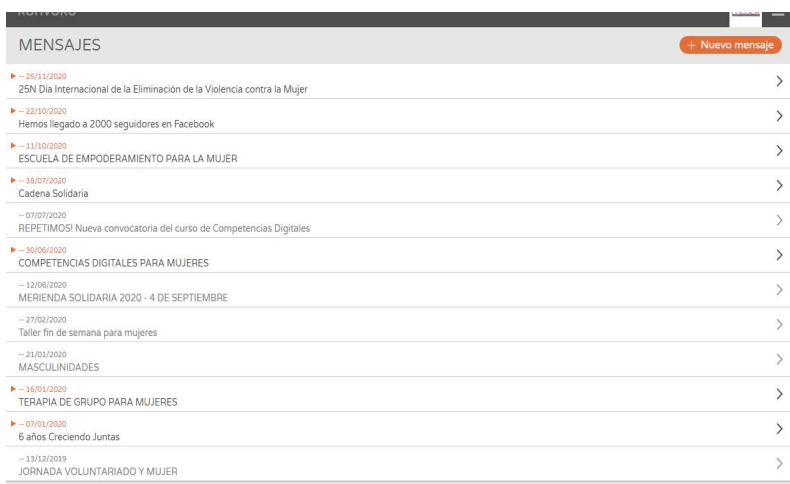 MENSAJES
+ Nuevo mensaje
-- 25/11/2020
25N Día Internacional de la Eliminación de la Violencia contra la Mujer
-- 22/10/2020
Hemos llegado a 2000 seguidores en Facebook
-- 11/10/2020
ESCUELA DE EMPODERAMIENTO PARA LA MUJER
-- 18/07/2020
Cadena Solidaria
-- 07/07/2020
REPETIMOS! Nueva convocatoria del curso de Competencias Digitales
-- 30/06/2020
COMPETENCIAS DIGITALES PARA MUJERES
-- 12/06/2020
MERIENDA SOLIDARIA 2020 - 4 DE SEPTIEMBRE
-- 27/02/2020
Taller fin de semana para mujeres
-- 21/01/2020
MASCULINIDADES
-- 16/01/2020
TERAPIA DE GRUPO PARA MUJERES
-- 07/01/2020
6 años Creciendo Juntas
-- 13/12/2019
JORNADA VOLUNTARIADO Y MUJER